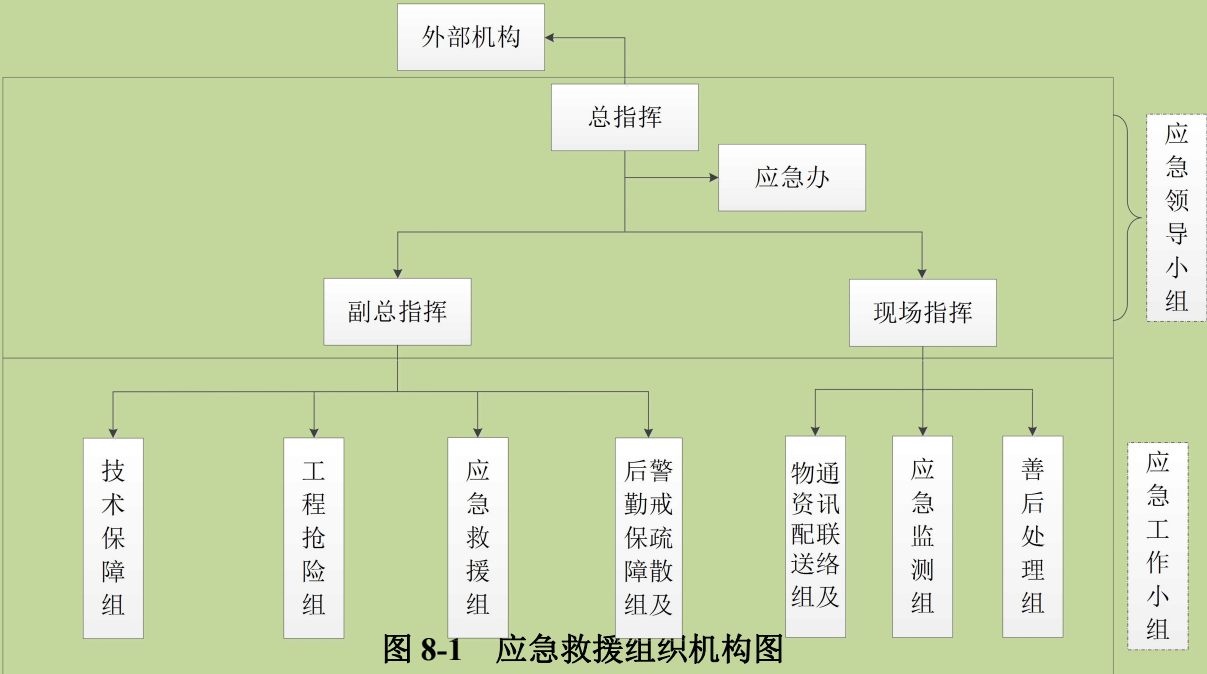 外部机构
总指挥
应急办
应急领导小组
副总指挥
现场指挥
技术保障组
工程抢险组
应急救援组
警戒疏散及
后勤保障组
通讯联络及
物资配送组
应急监测组
善后处理组
应急工作小组
图 8-1 应急救援组织机构图